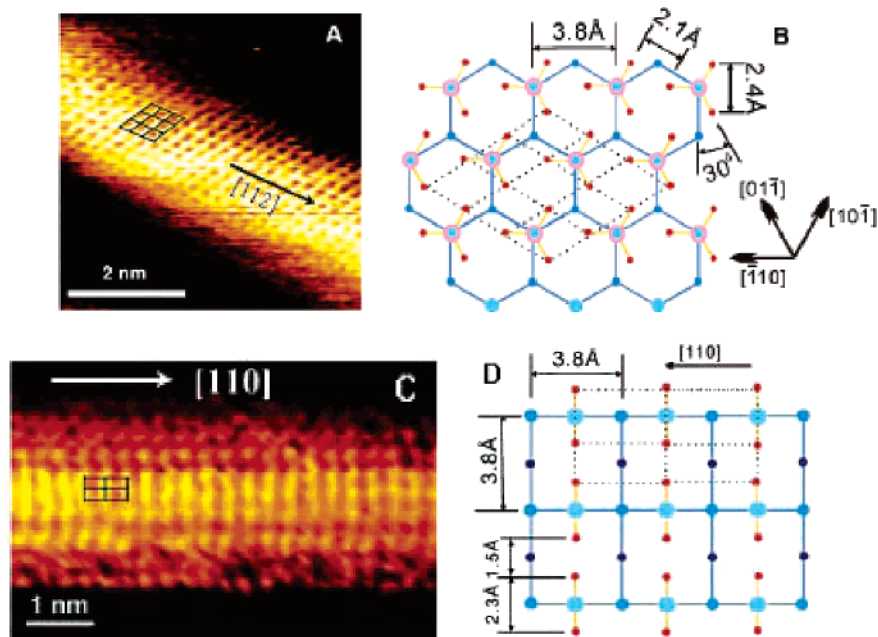 A
[112]
2 nm
B
3.8Å
2.1Å
2.4Å
30°
[011̄]
[101̄]
[1̄10]
C
[110]
1 nm
D
[110]
3.8Å
3.8Å
1.5Å
2.3Å